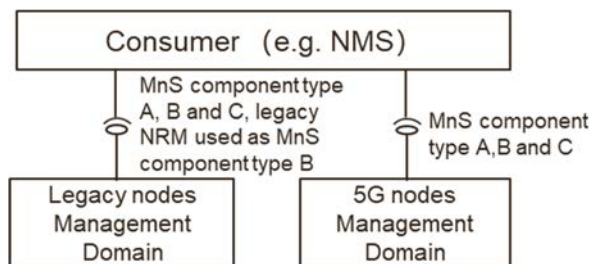 Consumer (e.g. NMS)
MnS component type
A, B and C, legacy
NRM used as MnS
component type B
MnS component
type A,B and C
Legacy nodes
Management
Domain
5G nodes
Management
Domain